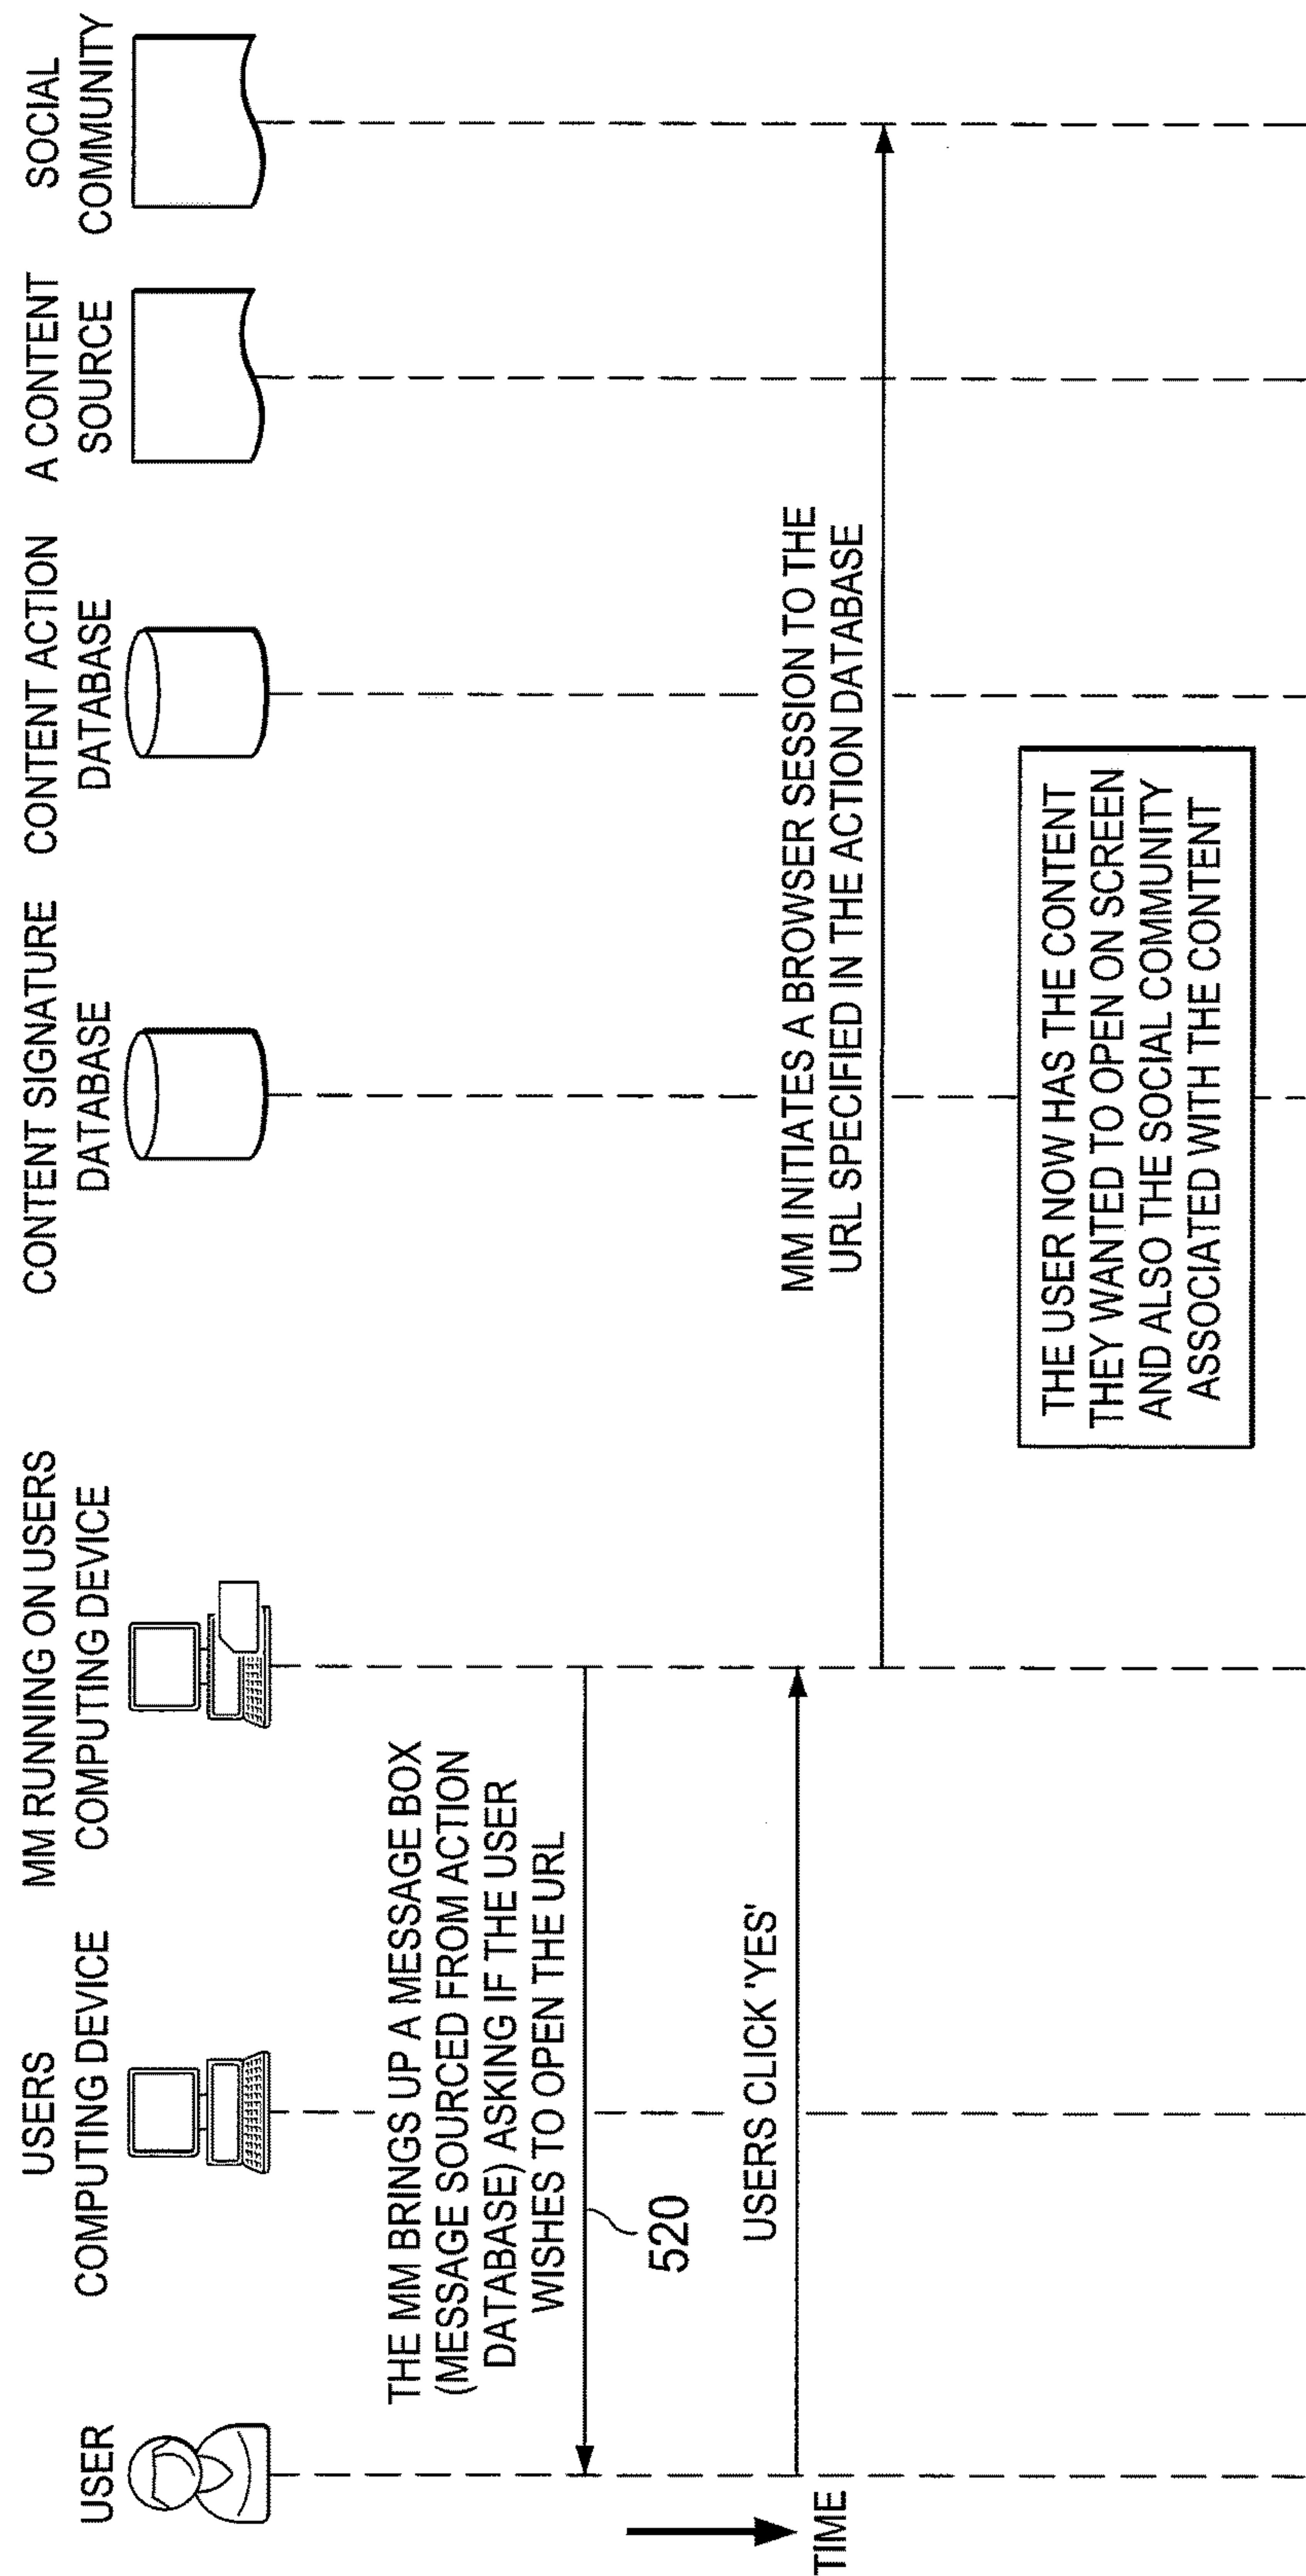 USER
USERS
COMPUTING DEVICE
MM RUNNING ON USERS
COMPUTING DEVICE
CONTENT SIGNATURE
DATABASE
CONTENT ACTION
DATABASE
A CONTENT
SOURCE
SOCIAL
COMMUNITY
THE MM BRINGS UP A MESSAGE BOX
(MESSAGE SOURCED FROM ACTION
DATABASE) ASKING IF THE USER
WISHES TO OPEN THE URL
520
USERS CLICK 'YES'
TIME
MM INITIATES A BROWSER SESSION TO THE
URL SPECIFIED IN THE ACTION DATABASE
THE USER NOW HAS THE CONTENT
THEY WANTED TO OPEN ON SCREEN
AND ALSO THE SOCIAL COMMUNITY
ASSOCIATED WITH THE CONTENT